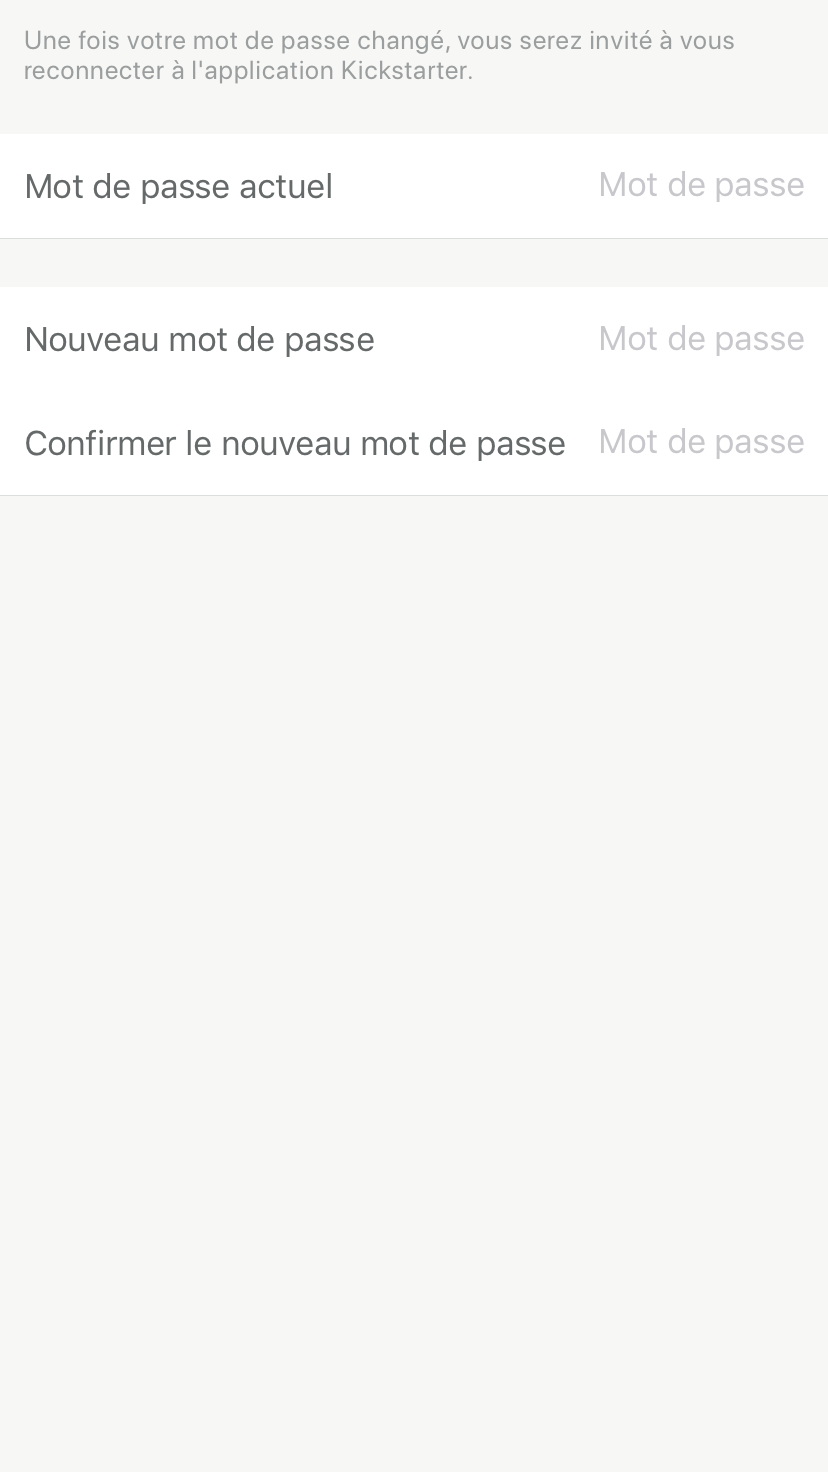 Une fois votre mot de passe changé, vous serez invité à vous
reconnecter à l'application Kickstarter.
Mot de passe actuel Mot de passe
Nouveau mot de passe Mot de passe
Confirmer le nouveau mot de passe Mot de passe